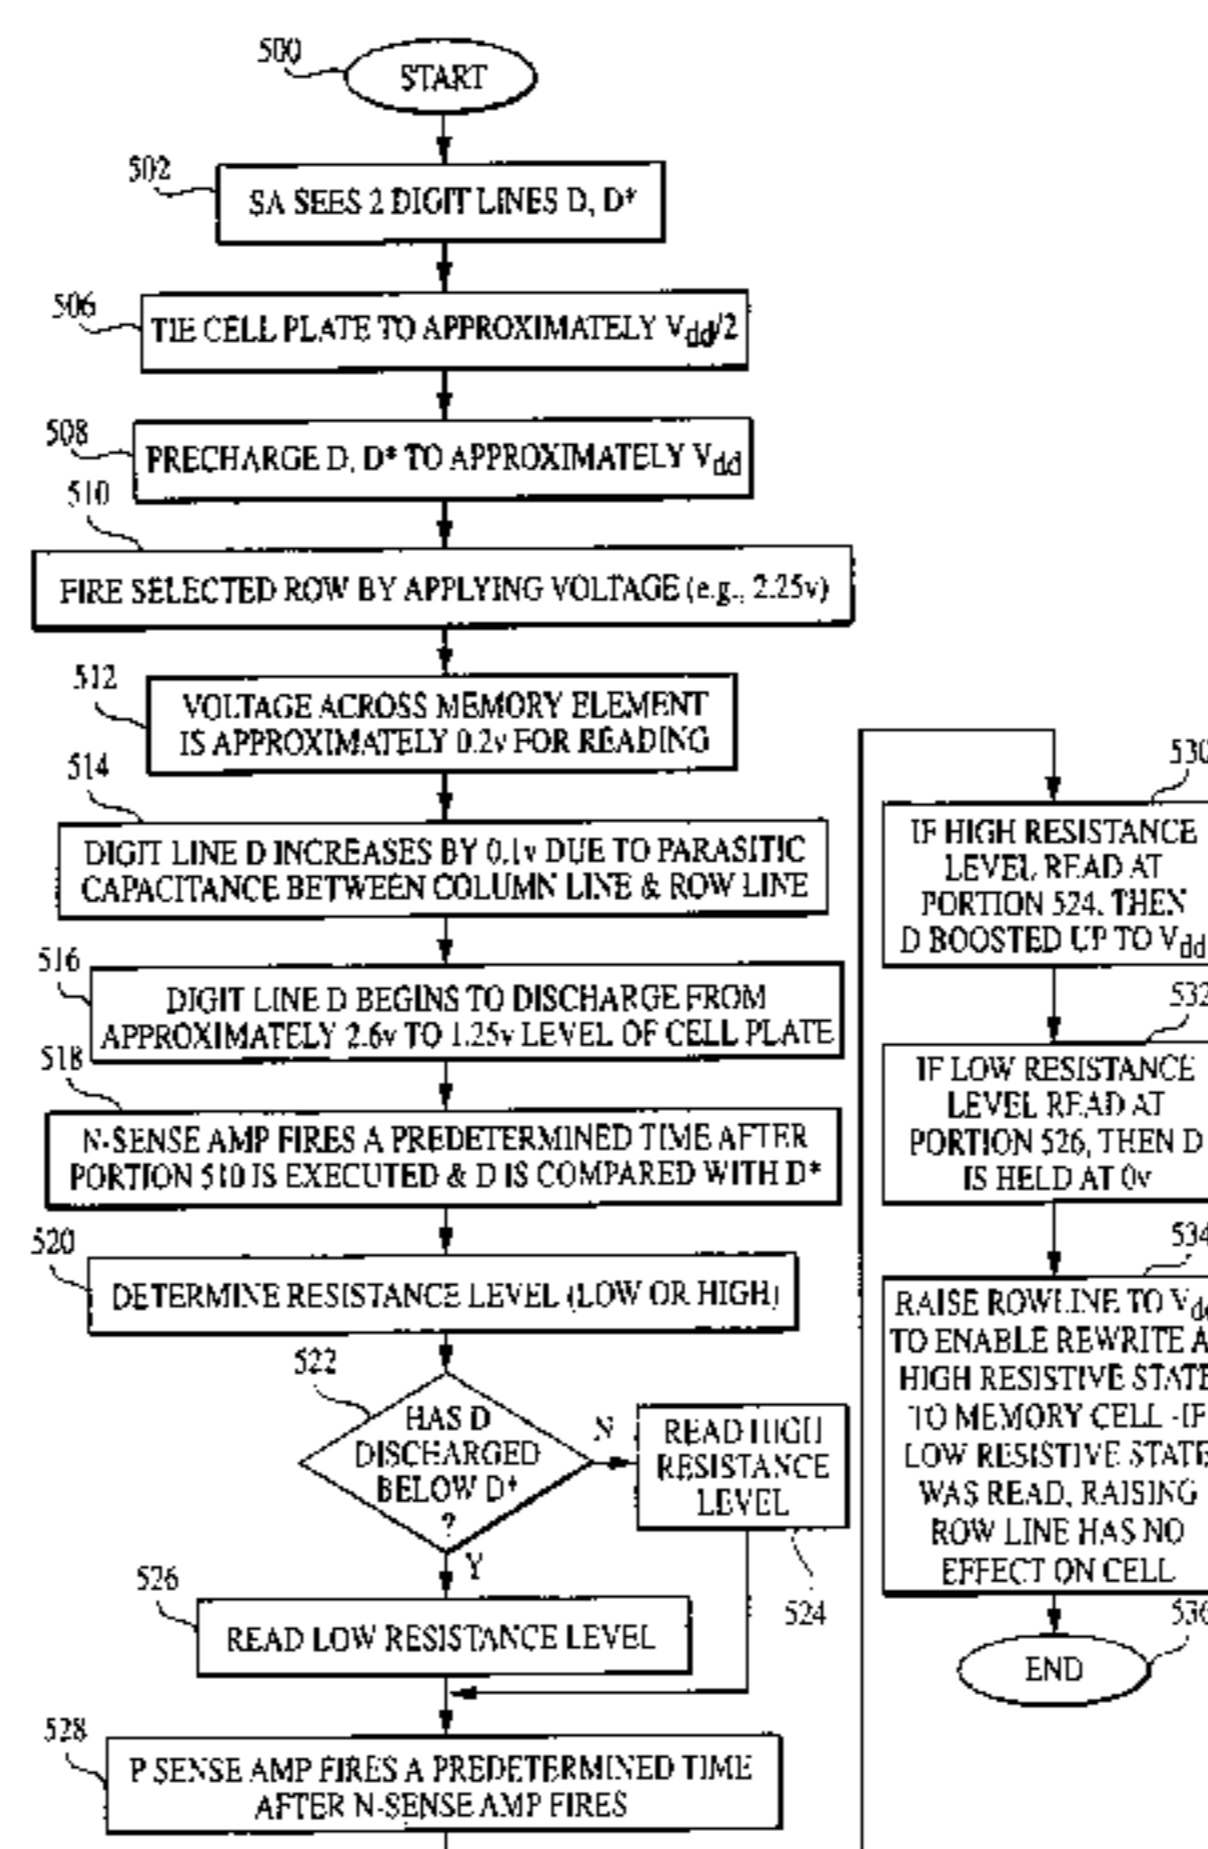 500
START
502
SA SEES 2 DIGIT LINES D, D*
506
TIE CELL PLATE TO APPROXIMATELY Vdd/2
508
PRECHARGE D, D* TO APPROXIMATELY Vdd
510
FIRE SELECTED ROW BY APPLYING VOLTAGE (e.g., 2.25v)
512
VOLTAGE ACROSS MEMORY ELEMENT
IS APPROXIMATELY 0.2v FOR READING
514
DIGIT LINE D INCREASES BY 0.1v DUE TO PARASITIC
CAPACITANCE BETWEEN COLUMN LINE & ROW LINE
516
DIGIT LINE D BEGINS TO DISCHARGE FROM
APPROXIMATELY 2.6v TO 1.25v LEVEL OF CELL PLATE
518
N-SENSE AMP FIRES A PREDETERMINED TIME AFTER
PORTION 510 IS EXECUTED & D IS COMPARED WITH D*
520
DETERMINE RESISTANCE LEVEL (LOW OR HIGH)
522
HAS D
DISCHARGED
BELOW D*
?
N
READ HIGH
RESISTANCE
LEVEL
524
Y
526
READ LOW RESISTANCE LEVEL
528
P SENSE AMP FIRES A PREDETERMINED TIME
AFTER N-SENSE AMP FIRES
530
IF HIGH RESISTANCE
LEVEL READ AT
PORTION 524, THEN
D BOOSTED UP TO Vdd
532
IF LOW RESISTANCE
LEVEL READ AT
PORTION 526, THEN D
IS HELD AT 0v
534
RAISE ROWLINE TO Vdd
TO ENABLE REWRITE A
HIGH RESISTIVE STATE
TO MEMORY CELL -IF
LOW RESISTIVE STATE
WAS READ, RAISING
ROW LINE HAS NO
EFFECT ON CELL
536
END